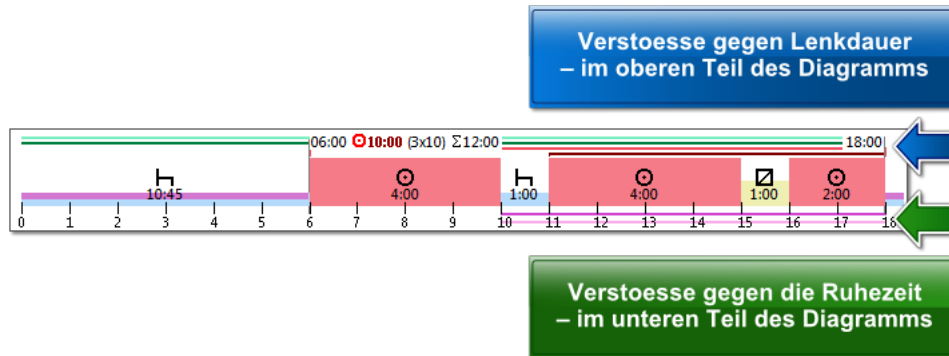 Verstoesse gegen Lenkdauer
– im oberen Teil des Diagramms
06:00 10:00 (3x10) Σ12:00 18:00
10:45 4:00 1:00 4:00 1:00 2:00
0 1 2 3 4 5 6 7 8 9 10 11 12 13 14 15 16 17 18
Verstoesse gegen die Ruhezeit
– im unteren Teil des Diagramms